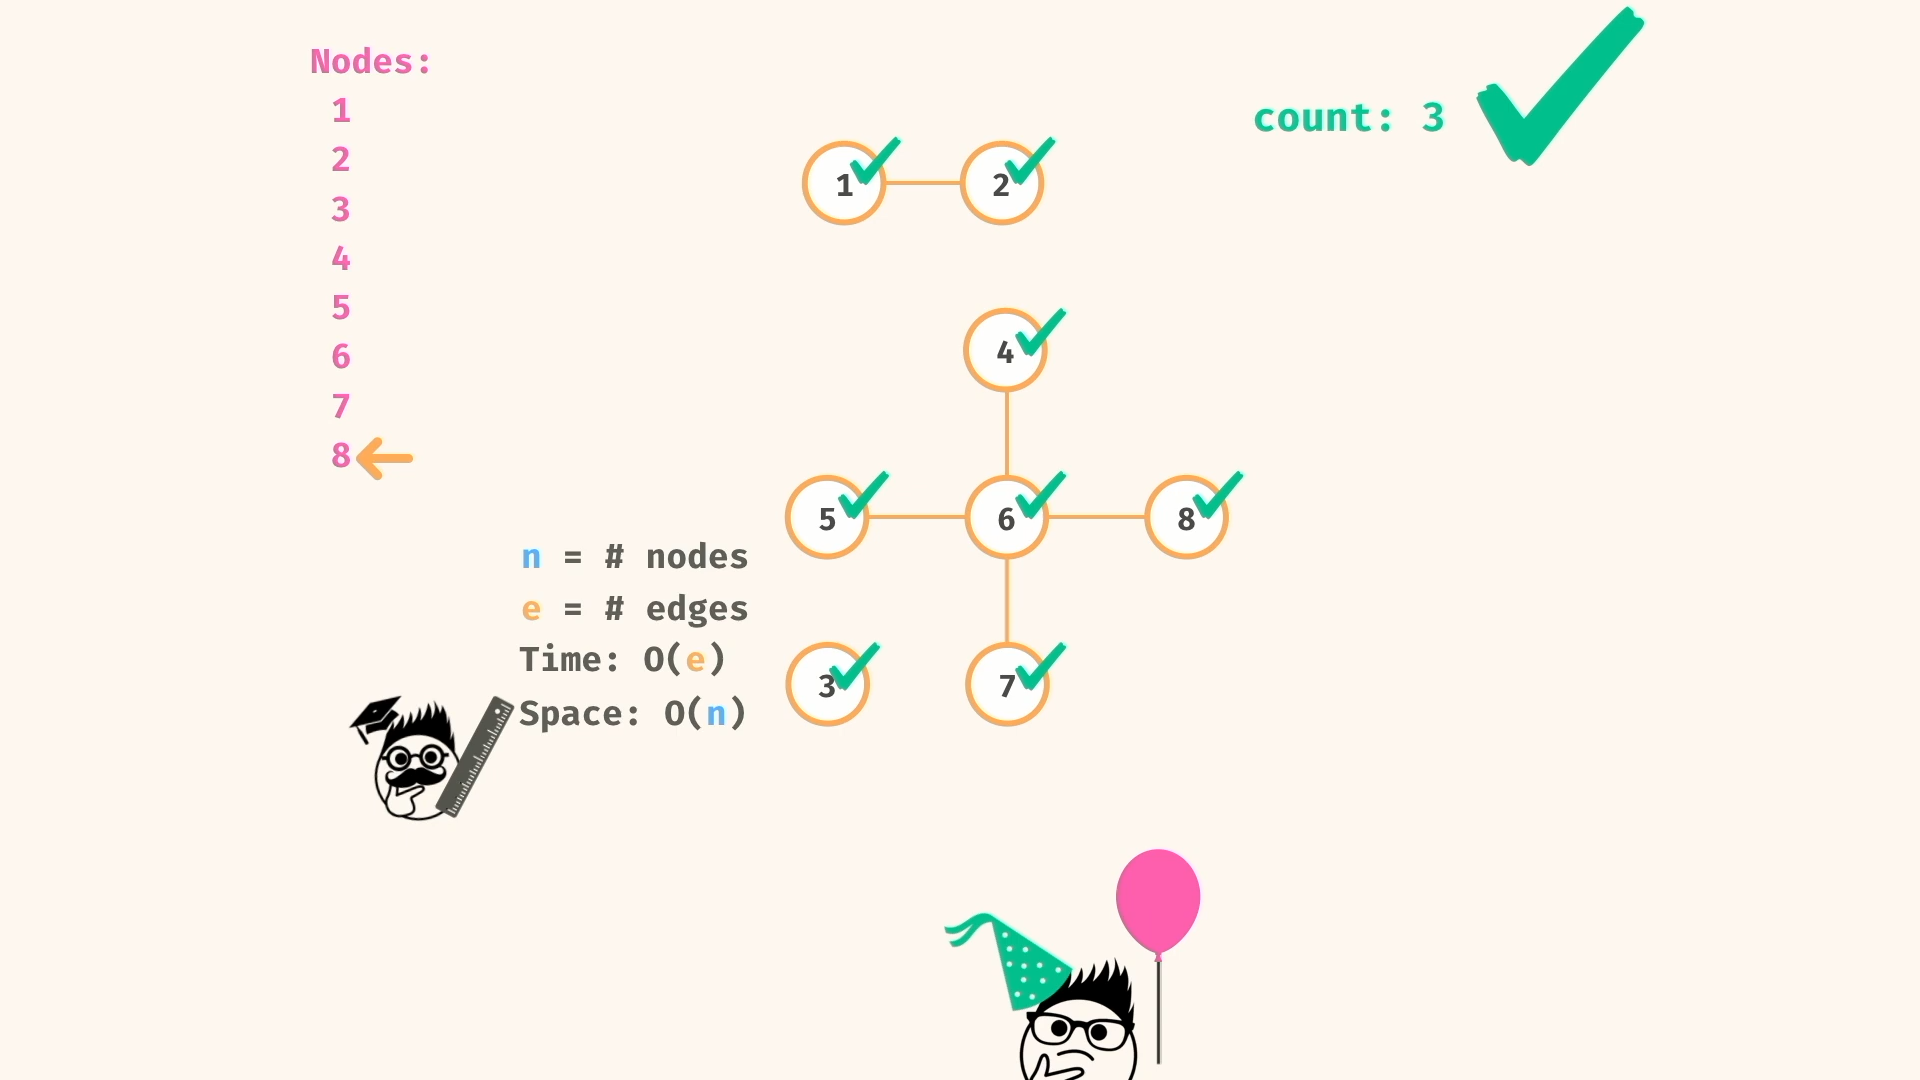 Nodes:
1
2
3
4
5
6
7
8
count: 3
1
2
4
5
6
8
3
7
n = # nodes
e = # edges
Time: O(e)
Space: O(n)